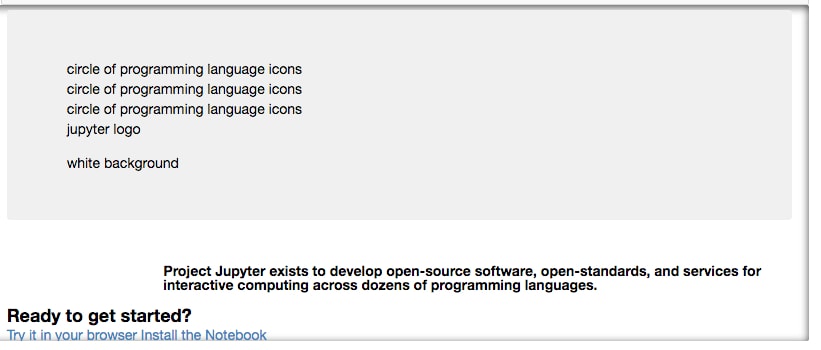 circle of programming language icons
circle of programming language icons
circle of programming language icons
jupyter logo
white background
Project Jupyter exists to develop open-source software, open-standards, and services for
interactive computing across dozens of programming languages.
Ready to get started?
Try it in your browser Install the Notebook